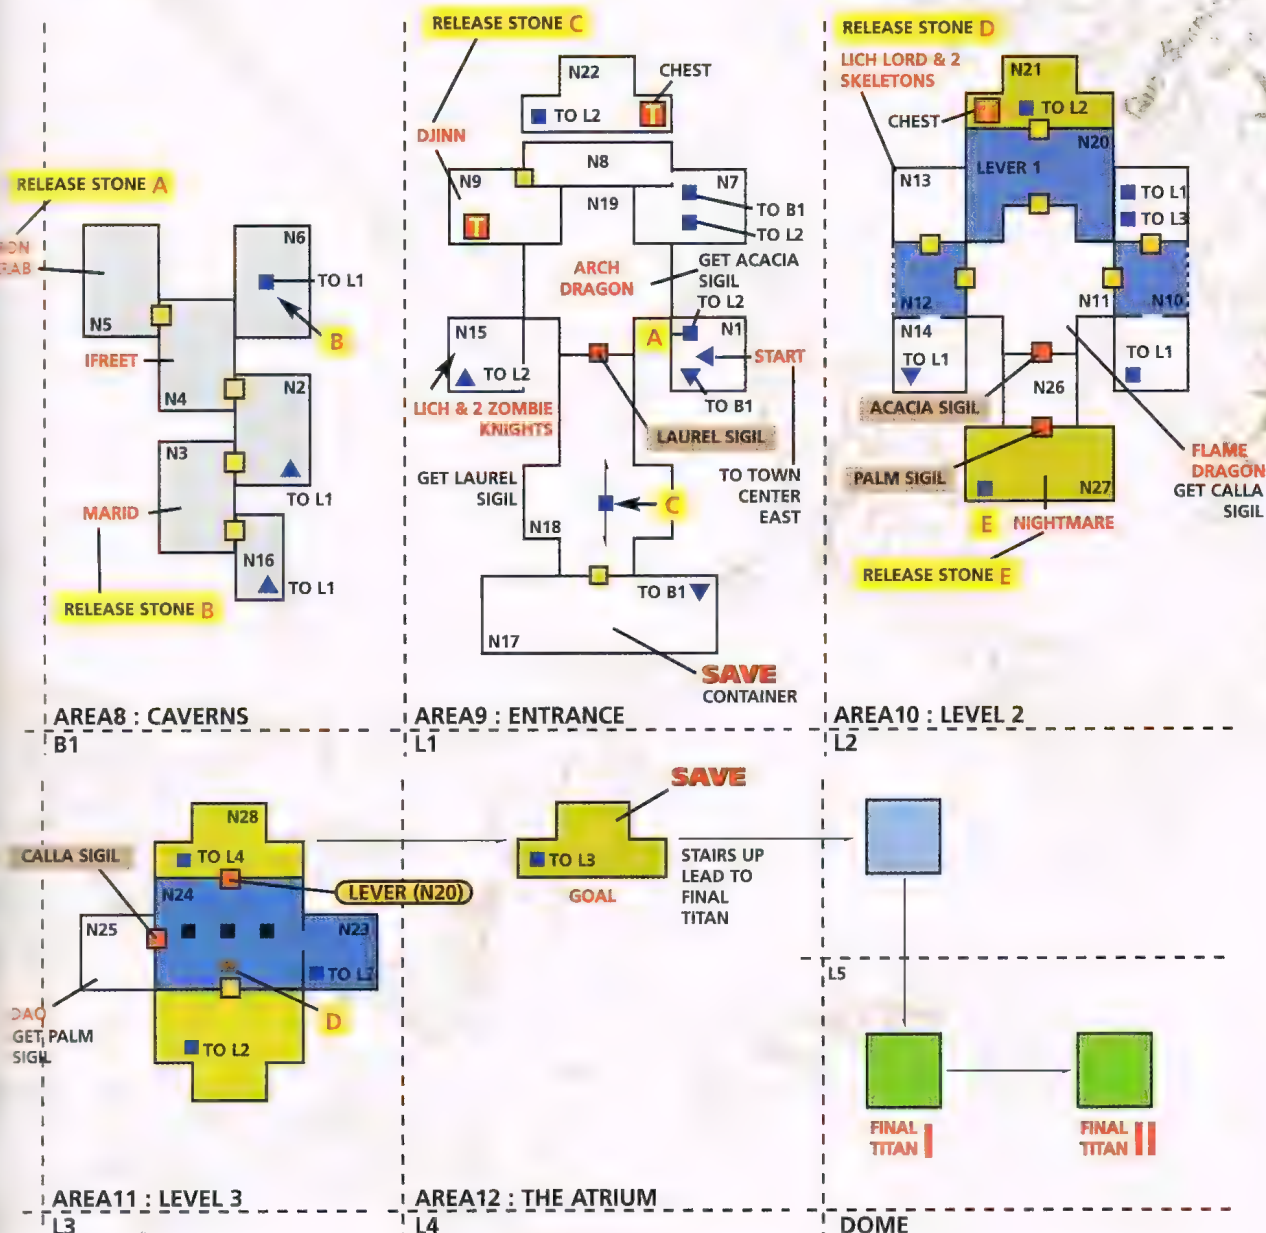 RELEASE STONE A
N6
TO L1
B
N5
IFREET
N4
N2
TO L1
N3
MARID
N16
TO L1
RELEASE STONE B
AREA8 : CAVERNS
B1
RELEASE STONE C
N22
CHEST
TO L2
T
DJINN
N8
N9
N7
T
N19
TO B1
TO L2
ARCH
DRAGON
GET ACACIA
SIGIL
TO L2
N15
A
N1
START
TO L2
TO B1
LICH & 2 ZOMBIE
KNIGHTS
LAUREL SIGIL
GET LAUREL
SIGIL
TO TOWN
CENTER
EAST
C
N18
TO B1
N17
SAVE
CONTAINER
AREA9 : ENTRANCE
L1
RELEASE STONE D
LICH LORD & 2
SKELETONS
N21
CHEST
TO L2
N20
LEVER 1
N13
TO L1
TO L3
N12
N11
N10
N14
TO L1
TO L1
N26
ACACIA SIGIL
PALM SIGIL
FLAME
DRAGON
GET CALLA
SIGIL
N27
E
NIGHTMARE
RELEASE STONE E
AREA10 : LEVEL 2
L2
N28
CALLA SIGIL
TO L4
N24
LEVER (N20)
N25
N23
TO L2
DAO
GET PALM
SIGIL
D
TO L2
AREA11 : LEVEL 3
L3
SAVE
TO L3
GOAL
STAIRS UP
LEAD TO
FINAL
TITAN
AREA12 : THE ATRIUM
L4
L5
FINAL
TITAN I
FINAL
TITAN II
DOME